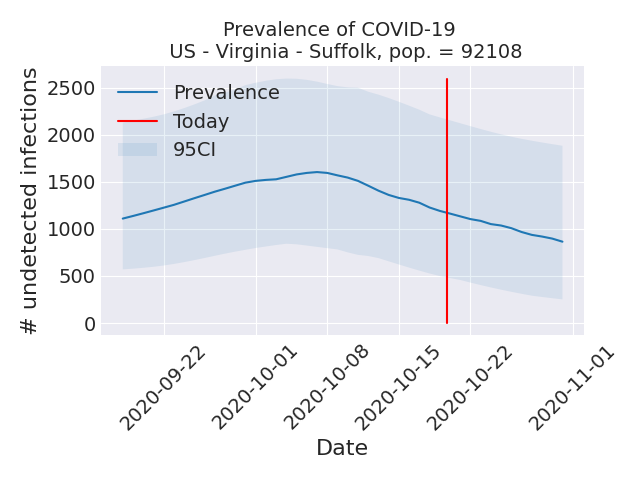 Prevalence of COVID-19
US - Virginia - Suffolk, pop. = 92108
# undetected infections
2500
2000
1500
1000
500
0
Prevalence
Today
95CI
2020-09-22
2020-10-01
2020-10-08
2020-10-15
2020-10-22
2020-11-01
Date